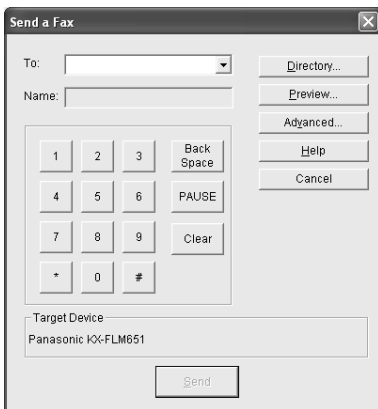 Send a Fax
To:
Directory...
Name:
Preview...
Advanced...
1 2 3 Back Space
Help
Cancel
4 5 6 PAUSE
7 8 9 Clear
* 0 #
Target Device
Panasonic KX-FLM651
Send